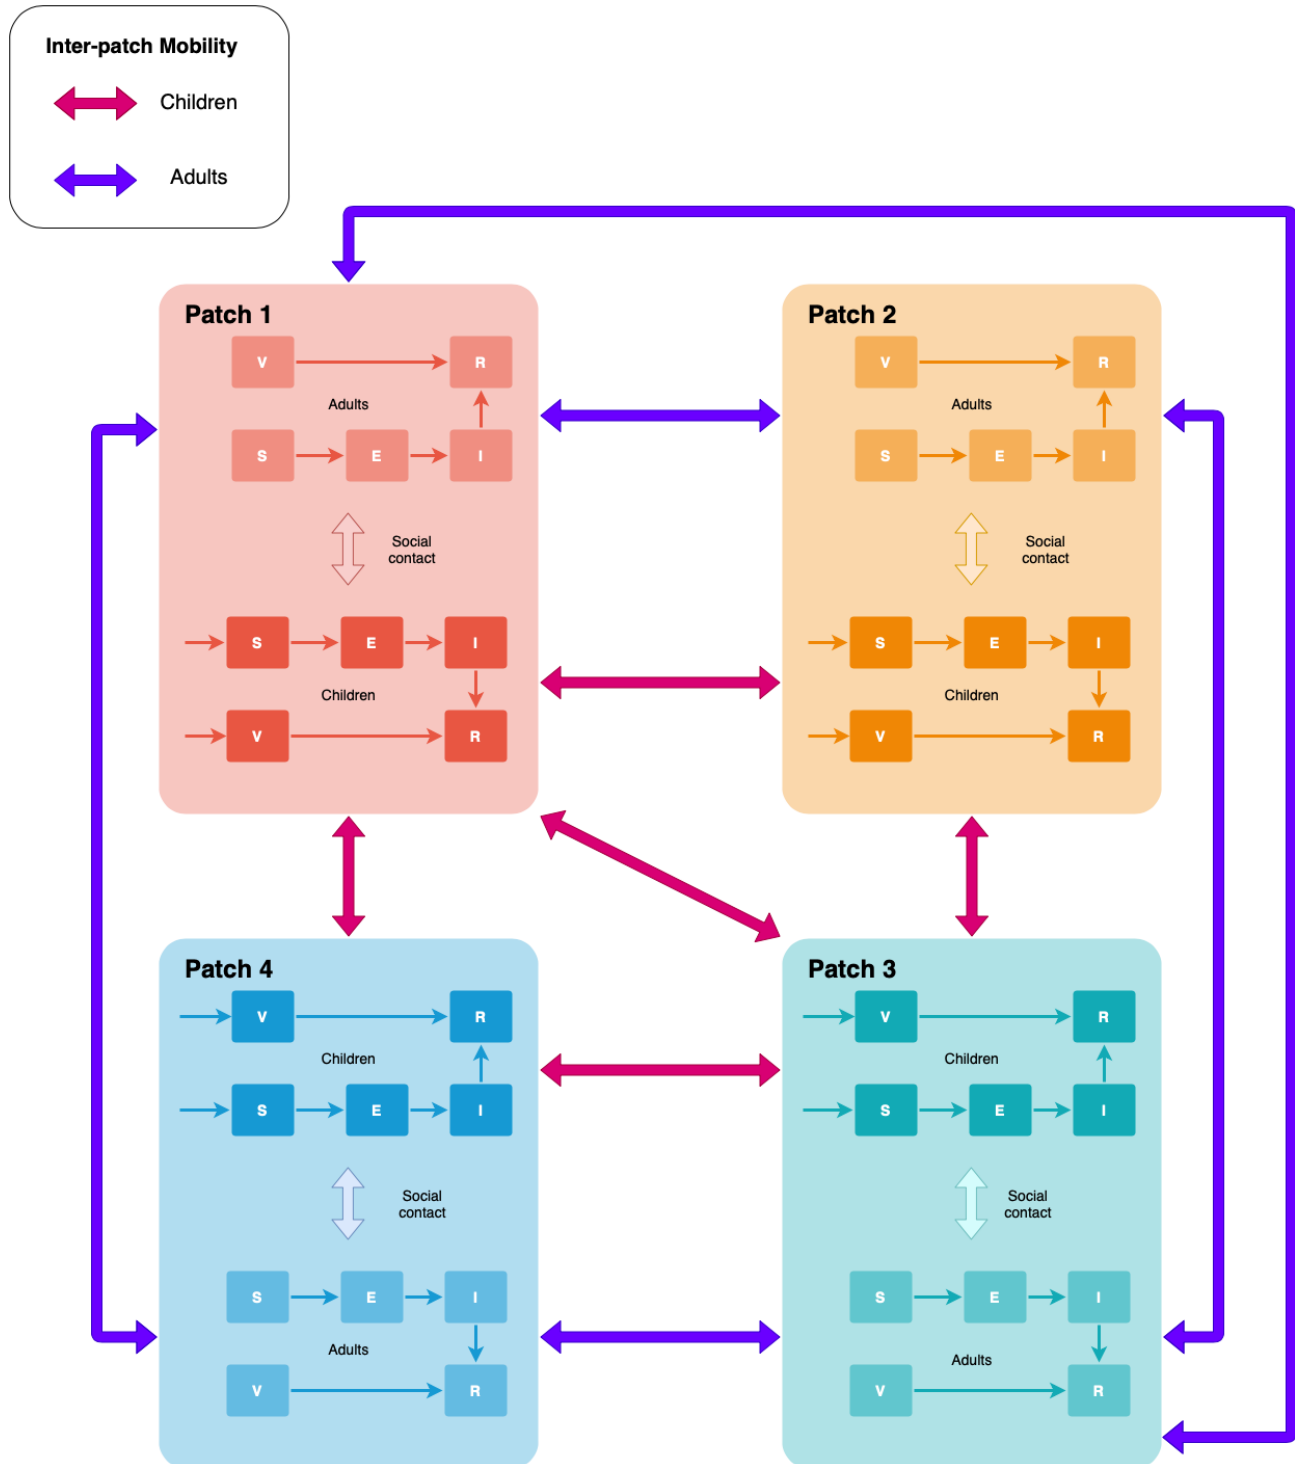 Inter-patch Mobility
Children
Adults
Patch 1
V
R
Adults
S
E
I
Social
contact
S
E
I
Children
V
R
Patch 2
V
R
Adults
S
E
I
Social
contact
S
E
I
Children
V
R
Patch 4
V
R
Children
S
E
I
Social
contact
S
E
I
Adults
V
R
Patch 3
V
R
Children
S
E
I
Social
contact
S
E
I
Adults
V
R